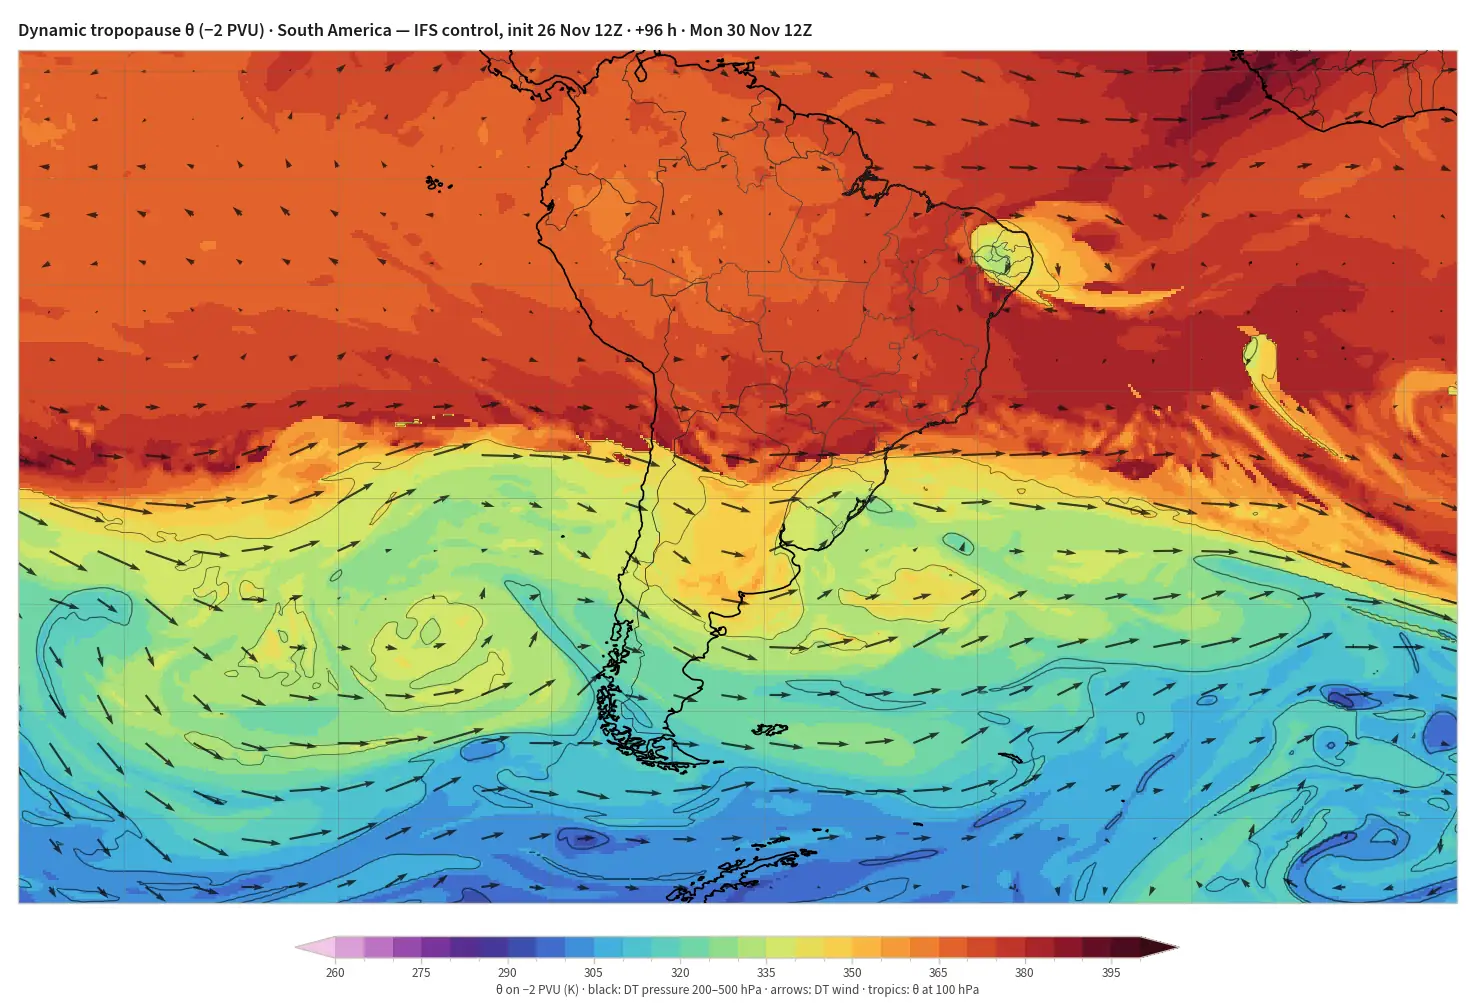 Dynamic tropopause θ (−2 PVU) · South America — IFS control, init 26 Nov 12Z · +96 h · Mon 30 Nov 12Z
260 275 290 305 320 335 350 365 380 395
θ on −2 PVU (K) · black: DT pressure 200–500 hPa · arrows: DT wind · tropics: θ at 100 hPa